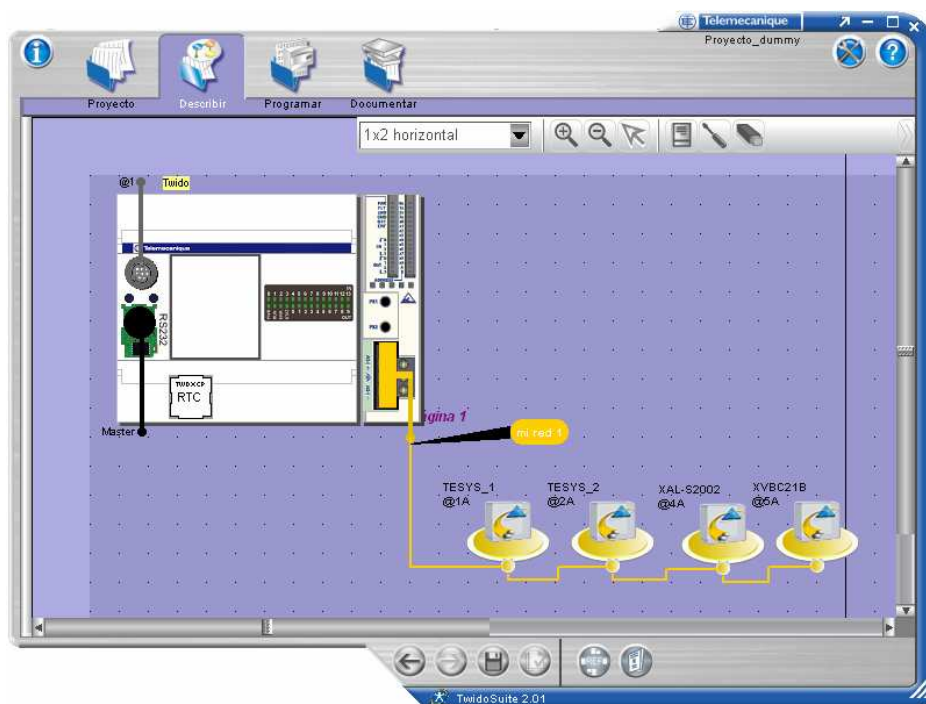 Telemecanique
Proyecto_dummy
Proyecto
Describir
Programar
Documentar
1x2 horizontal
@1
Twido
Telemecanique
RS232
TWDXCP
RTC
Master
ágina 1
mi red 1
TESYS_1
@1A
TESYS_2
@2A
XAL-S2002
@4A
XVBC21B
@5A
TwidoSuite 2.01